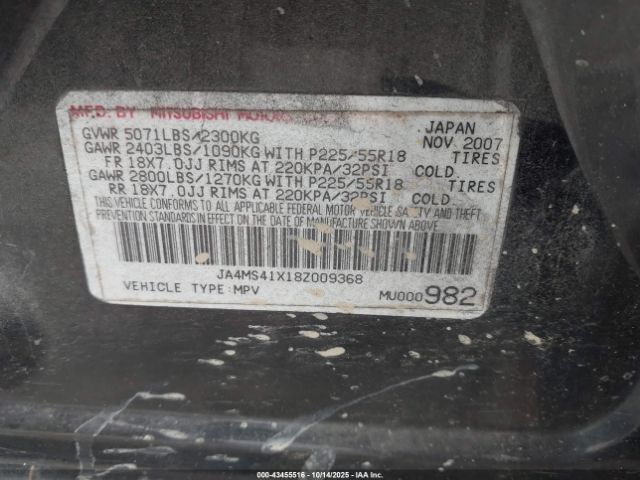 MFD. BY MITSUBISHI MOTORS JAPAN
GVWR 5071LBS/2300KG NOV. 2007
GAWR 2403LBS/1090KG WITH P225/55R18 TIRES
FR 18X7.0JJ RIMS AT 220KPA/32PSI COLD
GAWR 2800LBS/1270KG WITH P225/55R18 TIRES
RR 18X7.0JJ RIMS AT 220KPA/32PSI COLD
THIS VEHICLE CONFORMS TO ALL APPLICABLE FEDERAL MOTOR VEHICLE SAFETY AND THEFT
PREVENTION STANDARDS IN EFFECT ON THE DATE OF MANUFACTURE SHOWN ABOVE
JA4MS41X18Z009368
VEHICLE TYPE:MPV MU000982
000-43455516 - 10/14/2025 - IAAI.COM